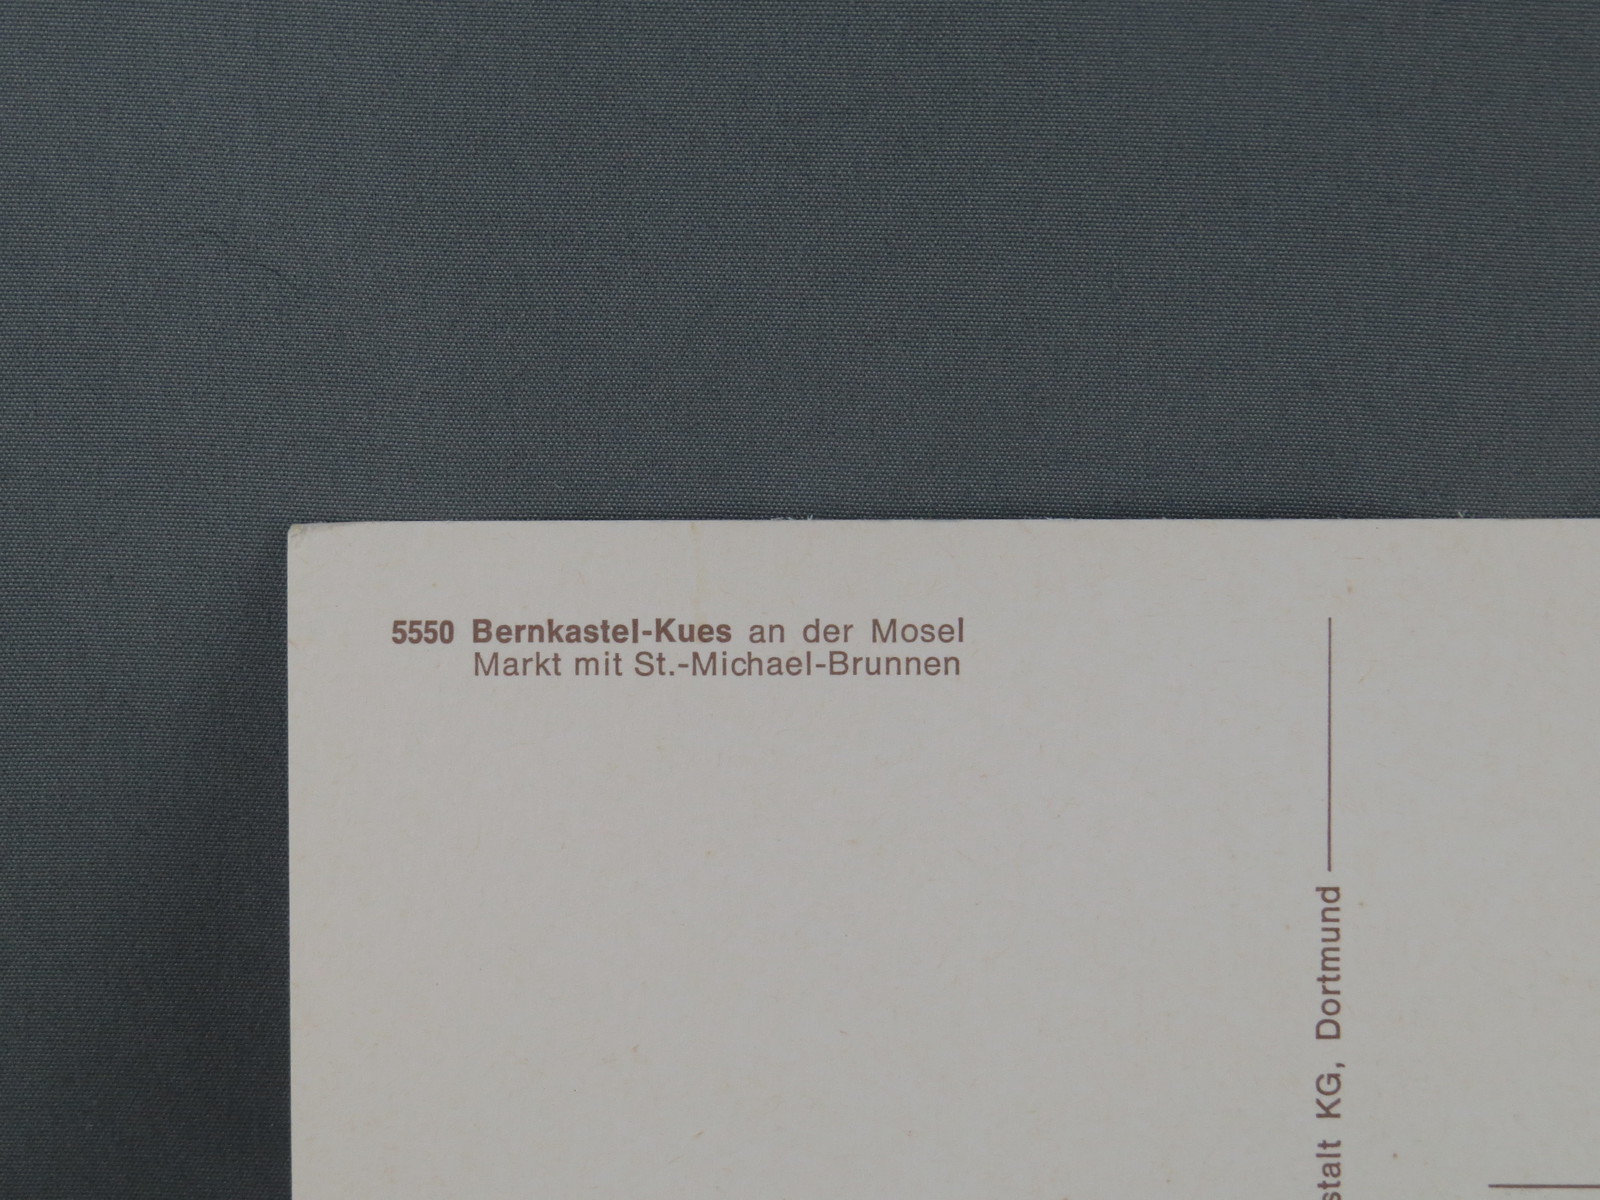 5550 Bernkastel-Kues an der Mosel
Markt mit St.-Michael-Brunnen
stalt KG, Dortmund